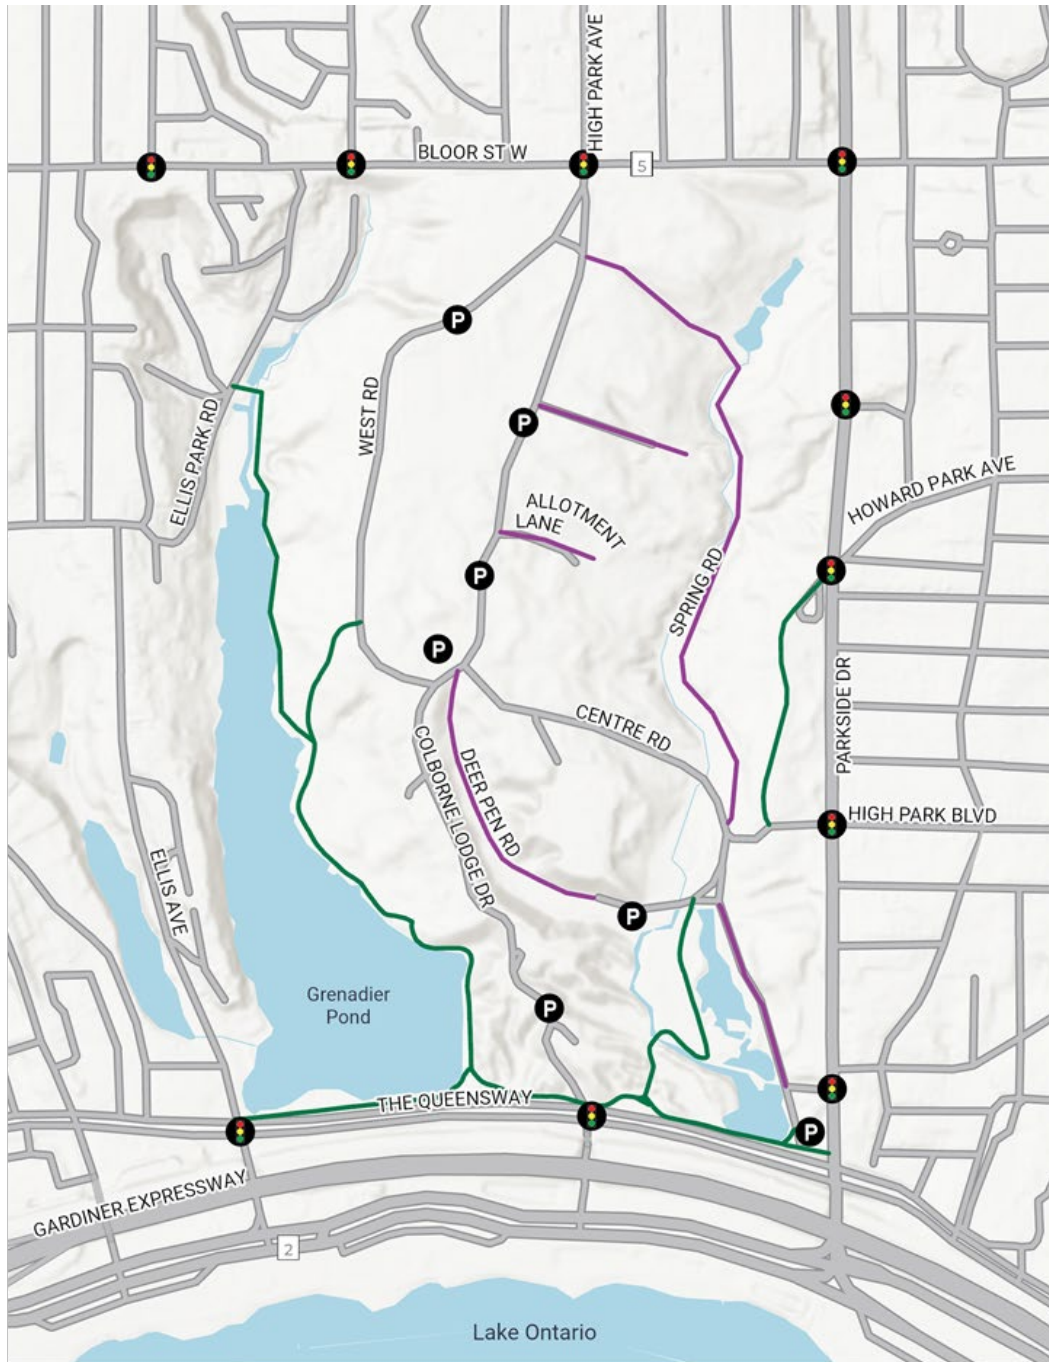 HIGH PARK AVE
BLOOR ST W
5
P
WEST RD
ELLIS PARK RD
P
HOWARD PARK AVE
ALLOTMENT
LANE
P
SPRING RD
P
PARKSIDE DR
CENTRE RD
COLBORNE LODGE DR
DEER PEN RD
HIGH PARK BLVD
ELLIS AVE
P
Grenadier
Pond
P
THE QUEENSWAY
P
GARDINER EXPRESSWAY
2
Lake Ontario